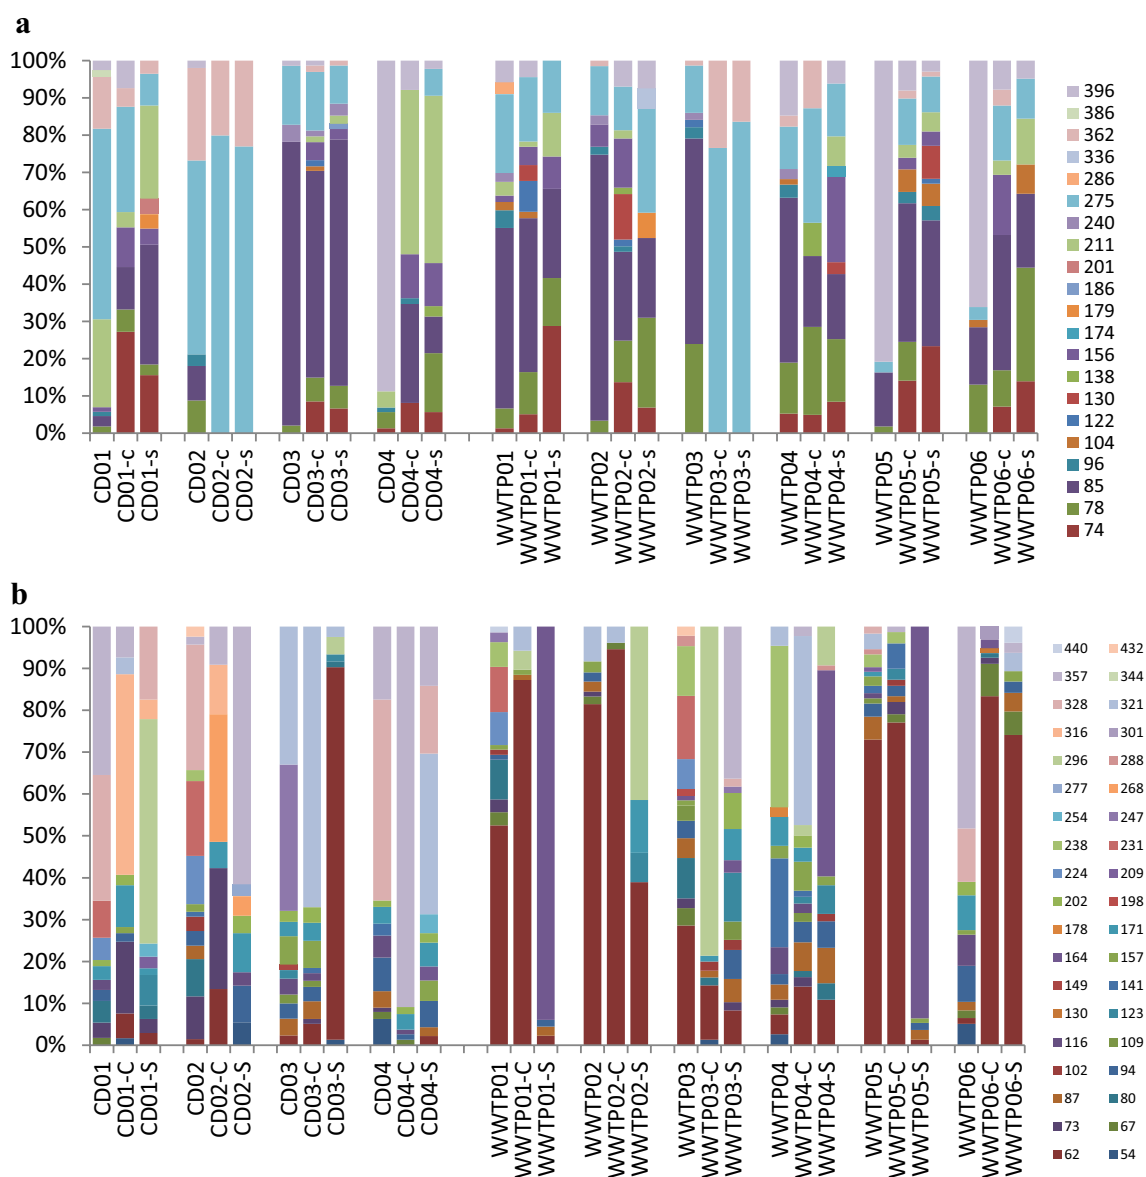 a
100%
90%
80%
70%
60%
50%
40%
30%
20%
10%
0%
CD01
CD01-c
CD01-s
CD02
CD02-c
CD02-s
CD03
CD03-c
CD03-s
CD04
CD04-c
CD04-s
WWTP01
WWTP01-c
WWTP01-s
WWTP02
WWTP02-c
WWTP02-s
WWTP03
WWTP03-c
WWTP03-s
WWTP04
WWTP04-c
WWTP04-s
WWTP05
WWTP05-c
WWTP05-s
WWTP06
WWTP06-c
WWTP06-s
396
386
362
336
286
275
240
211
201
186
179
174
156
138
130
122
104
96
85
78
74
b
100%
90%
80%
70%
60%
50%
40%
30%
20%
10%
0%
CD01
CD01-C
CD01-S
CD02
CD02-C
CD02-S
CD03
CD03-C
CD03-S
CD04
CD04-C
CD04-S
WWTP01
WWTP01-C
WWTP01-S
WWTP02
WWTP02-C
WWTP02-S
WWTP03
WWTP03-C
WWTP03-S
WWTP04
WWTP04-C
WWTP04-S
WWTP05
WWTP05-C
WWTP05-S
WWTP06
WWTP06-C
WWTP06-S
440 432
357 344
328 321
316 301
296 288
277 268
254 247
238 231
224 209
202 198
178 171
164 157
149 141
130 123
116 109
102 94
87 80
73 67
62 54